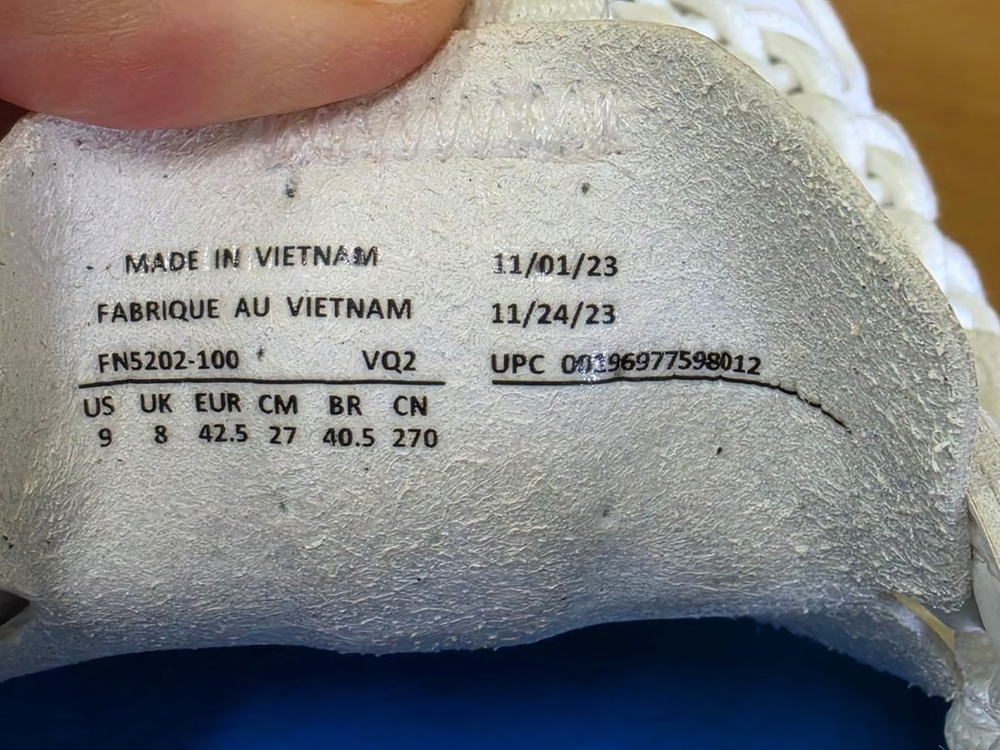 MADE IN VIETNAM 11/01/23
FABRIQUE AU VIETNAM 11/24/23
FN5202-100 VQ2 UPC 00196977598012
US UK EUR CM BR CN
9 8 42.5 27 40.5 270